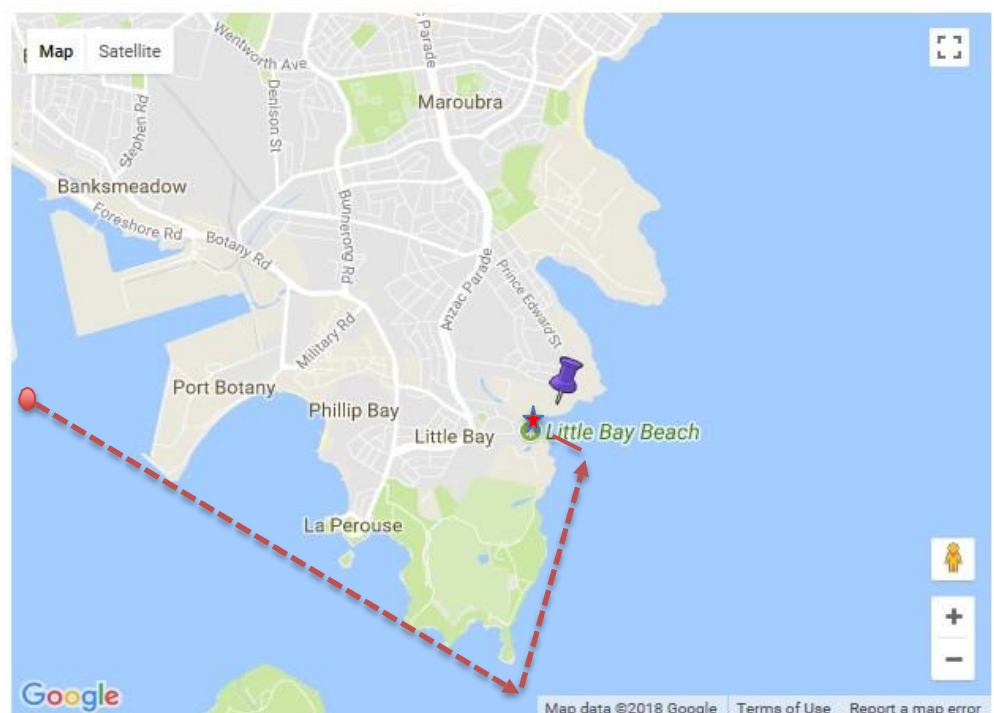 Map
Satellite
Wentworth Ave
Parade
Denison St
Maroubra
Stephen Rd
Banksmeadow
Foreshore Rd
Botany Rd
Bunnerong Rd
Anzac Parade
Prince Edward St
Military Rd
Port Botany
Phillip Bay
Little Bay
Little Bay Beach
La Perouse
+
−
Google
Map data ©2018 Google
Terms of Use
Report a map error